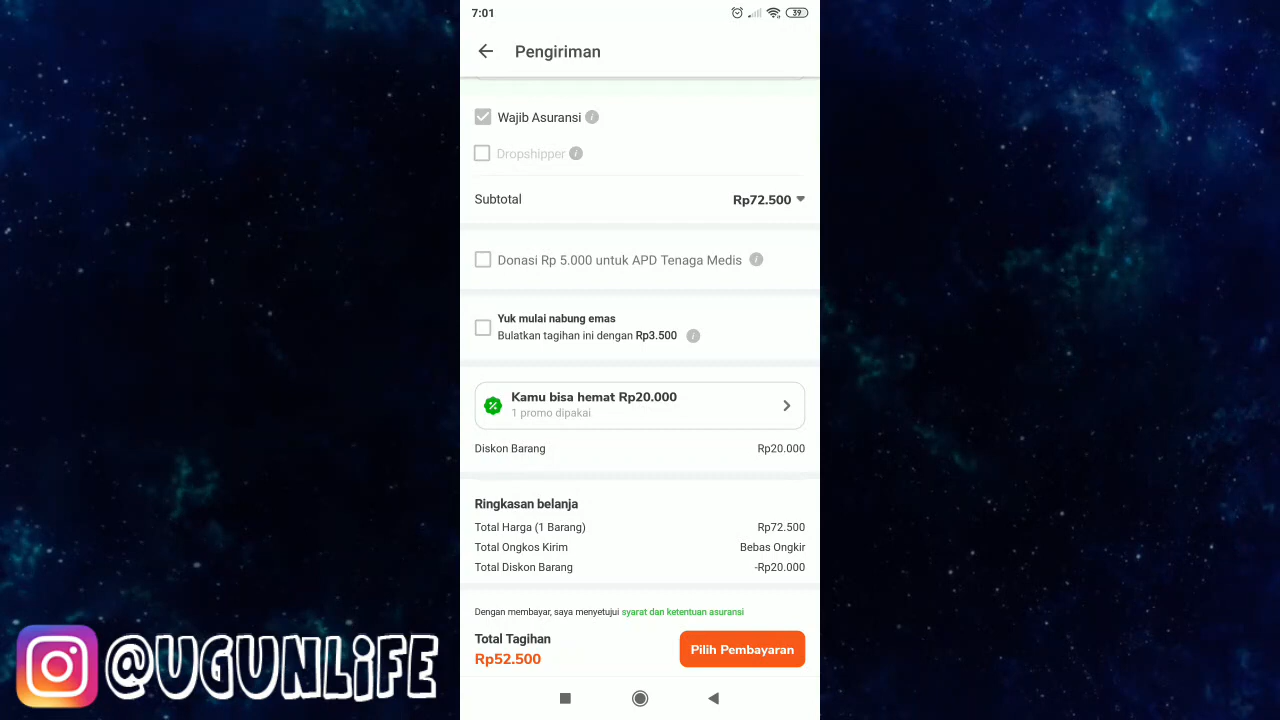 7:01
39
Pengiriman
Wajib Asuransi
Dropshipper
Subtotal Rp72.500
Donasi Rp 5.000 untuk APD Tenaga Medis
Yuk mulai nabung emas
Bulatkan tagihan ini dengan Rp3.500
Kamu bisa hemat Rp20.000
1 promo dipakai
Diskon Barang Rp20.000
Ringkasan belanja
Total Harga (1 Barang) Rp72.500
Total Ongkos Kirim Bebas Ongkir
Total Diskon Barang -Rp20.000
Dengan membayar, saya menyetujui syarat dan ketentuan asuransi
Total Tagihan
Rp52.500
Pilih Pembayaran
@UGUNLiFE